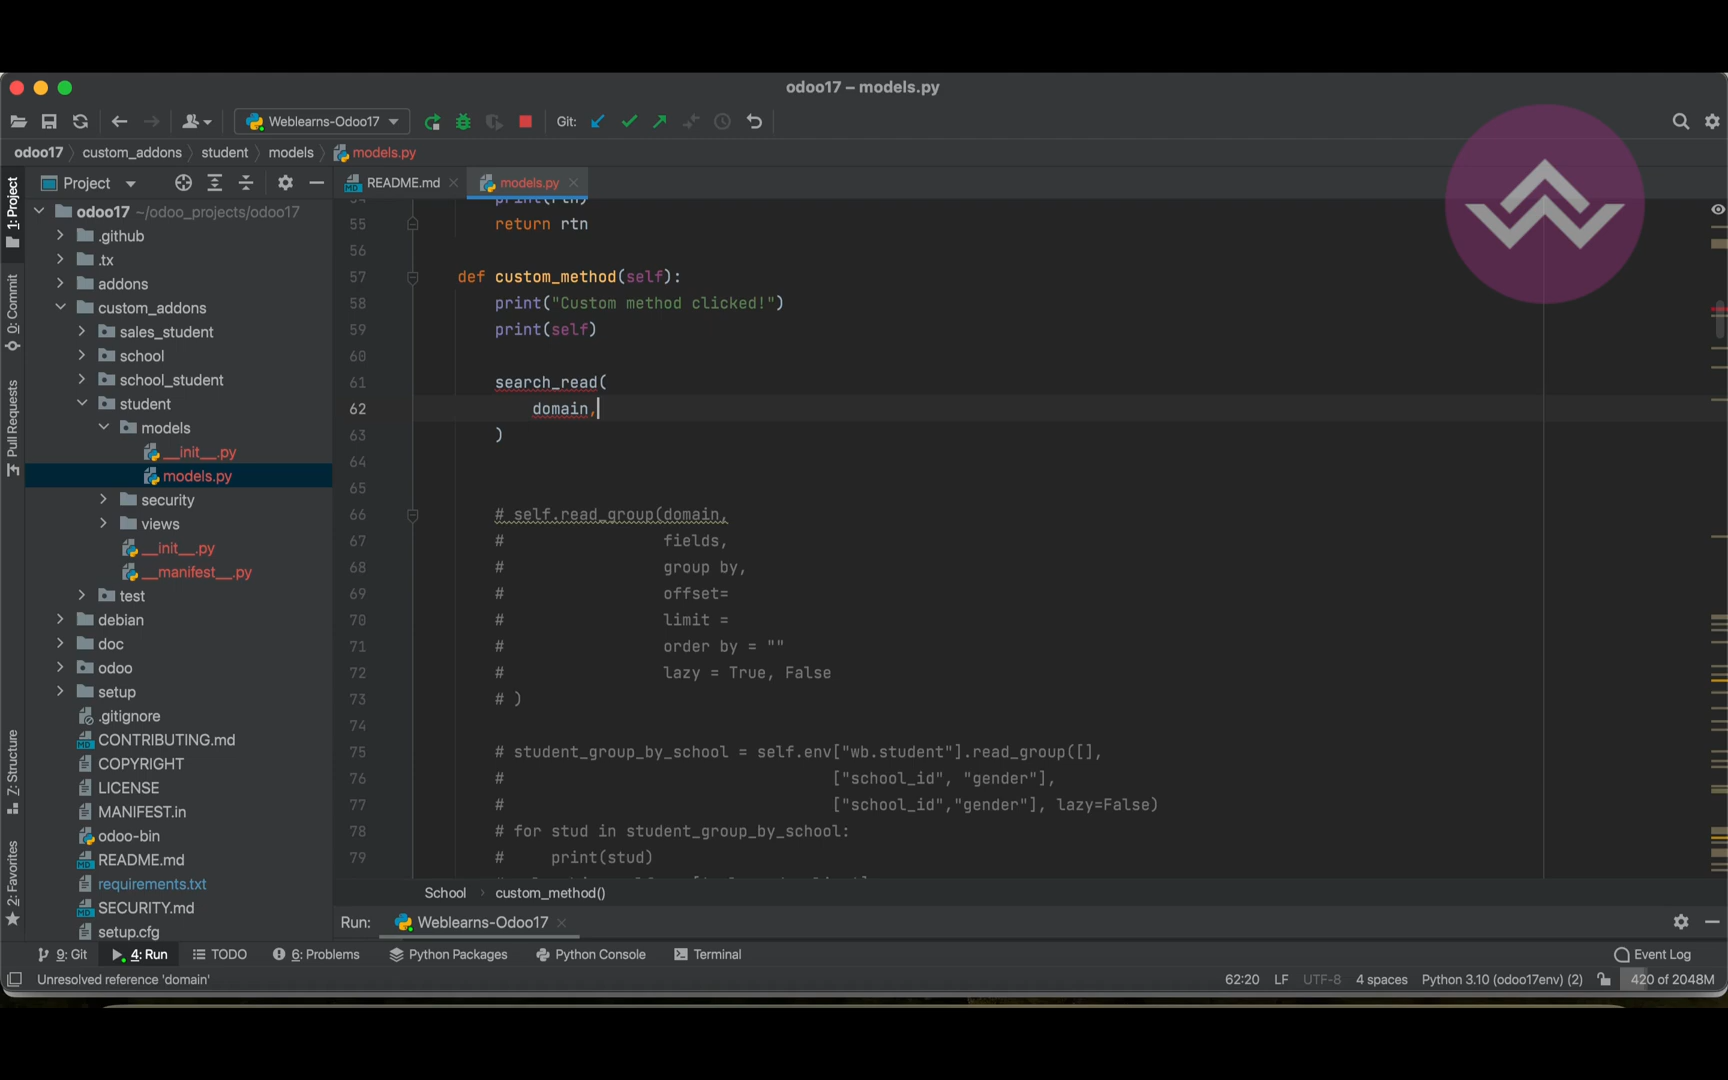 odoo17 – models.py
Weblearns-Odoo17
Git:
odoo17 custom_addons student models models.py
Project
README.md
models.py
1: Project
0: Commit
Pull Requests
Z: Structure
2: Favorites
odoo17 ~/odoo_projects/odoo17
.github
.tx
addons
custom_addons
sales_student
school
school_student
student
models
__init__.py
models.py
security
views
__init__.py
__manifest__.py
test
debian
doc
odoo
setup
.gitignore
CONTRIBUTING.md
COPYRIGHT
LICENSE
MANIFEST.in
odoo-bin
README.md
requirements.txt
SECURITY.md
setup.cfg
54 print(rtn)
55 return rtn
56
57 def custom_method(self):
58 print("Custom method clicked!")
59 print(self)
60
61 search_read(
62 domain,
63 )
64
65
66 # self.read_group(domain,
67 # fields,
68 # group by,
69 # offset=
70 # limit =
71 # order by = ""
72 # lazy = True, False
73 # )
74
75 # student_group_by_school = self.env["wb.student"].read_group([],
76 # ["school_id", "gender"],
77 # ["school_id","gender"], lazy=False)
78 # for stud in student_group_by_school:
79 # print(stud)
School custom_method()
Run: Weblearns-Odoo17
9: Git 4: Run TODO 6: Problems Python Packages Python Console Terminal Event Log
Unresolved reference 'domain' 62:20 LF UTF-8 4 spaces Python 3.10 (odoo17env) (2) 420 of 2048M